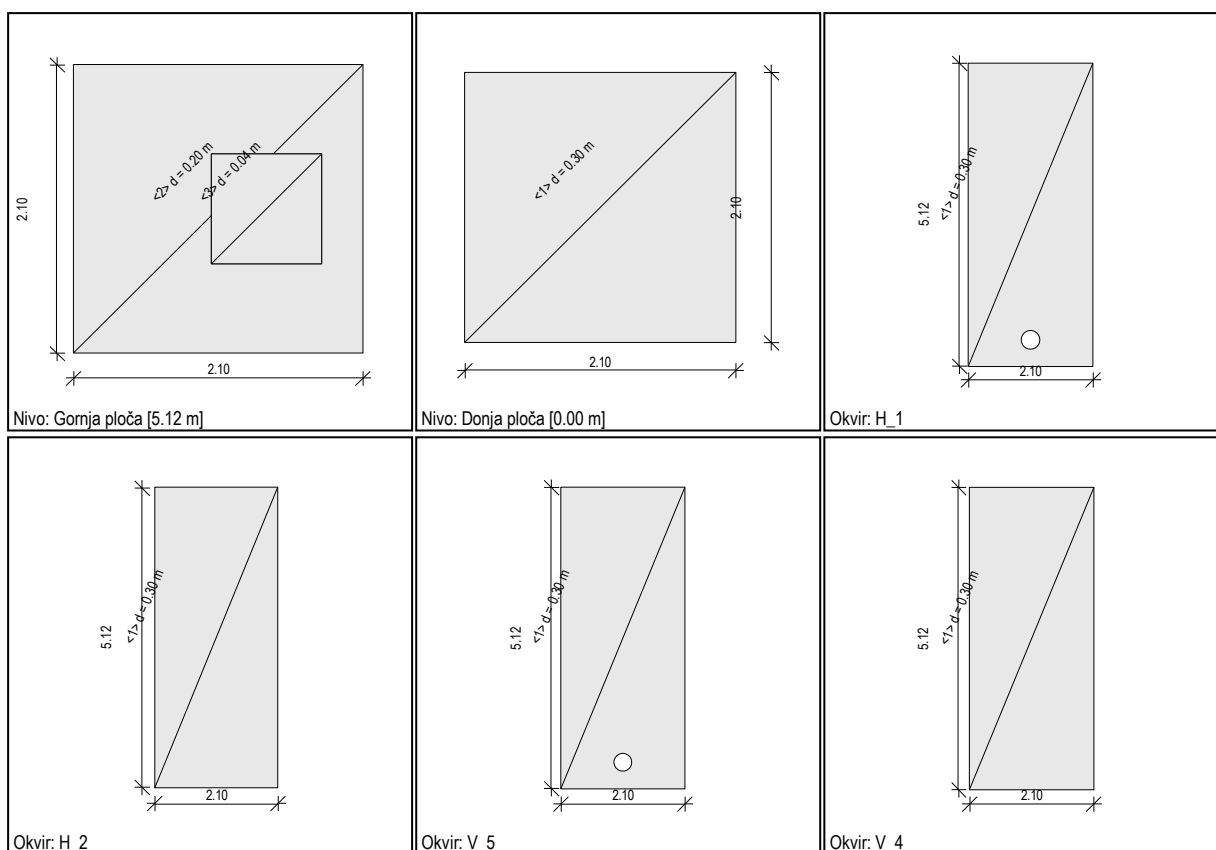 <2> d = 0.20 m
<3> d = 0.04 m
2.10
2.10
Nivo: Gornja ploča [5.12 m]
<1> d = 0.30 m
2.10
2.10
Nivo: Donja ploča [0.00 m]
<1> d = 0.30 m
5.12
2.10
Okvir: H_1
<1> d = 0.30 m
5.12
2.10
Okvir: H_2
<1> d = 0.30 m
5.12
2.10
Okvir: V_5
<1> d = 0.30 m
5.12
2.10
Okvir: V_4